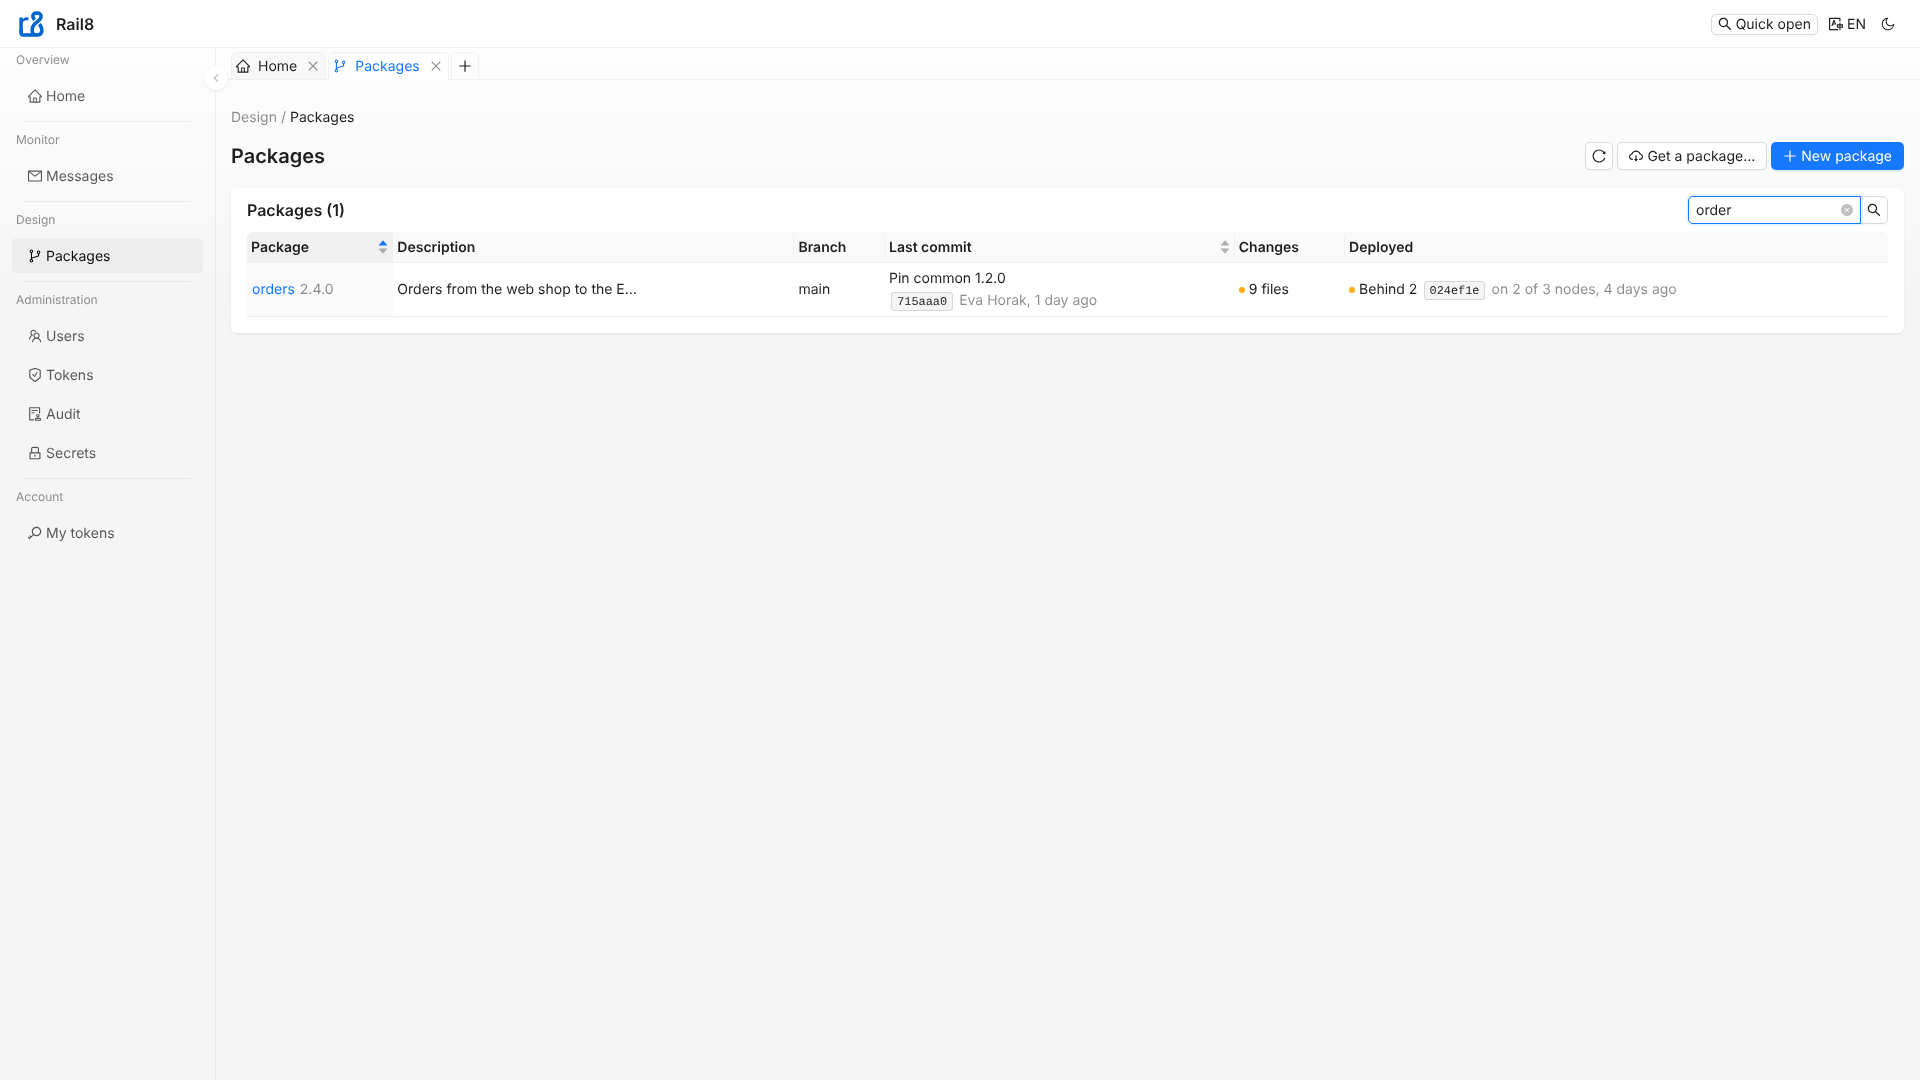 Rail8
Quick open
EN
Overview
Home
Monitor
Messages
Design
Packages
Administration
Users
Tokens
Audit
Secrets
Account
My tokens
Home
Packages
Design / Packages
Packages
Get a package...
New package
Packages (1)
order
Package
Description
Branch
Last commit
Changes
Deployed
orders 2.4.0
Orders from the web shop to the E...
main
Pin common 1.2.0
715aaa0 Eva Horak, 1 day ago
9 files
Behind 2 024ef1e on 2 of 3 nodes, 4 days ago